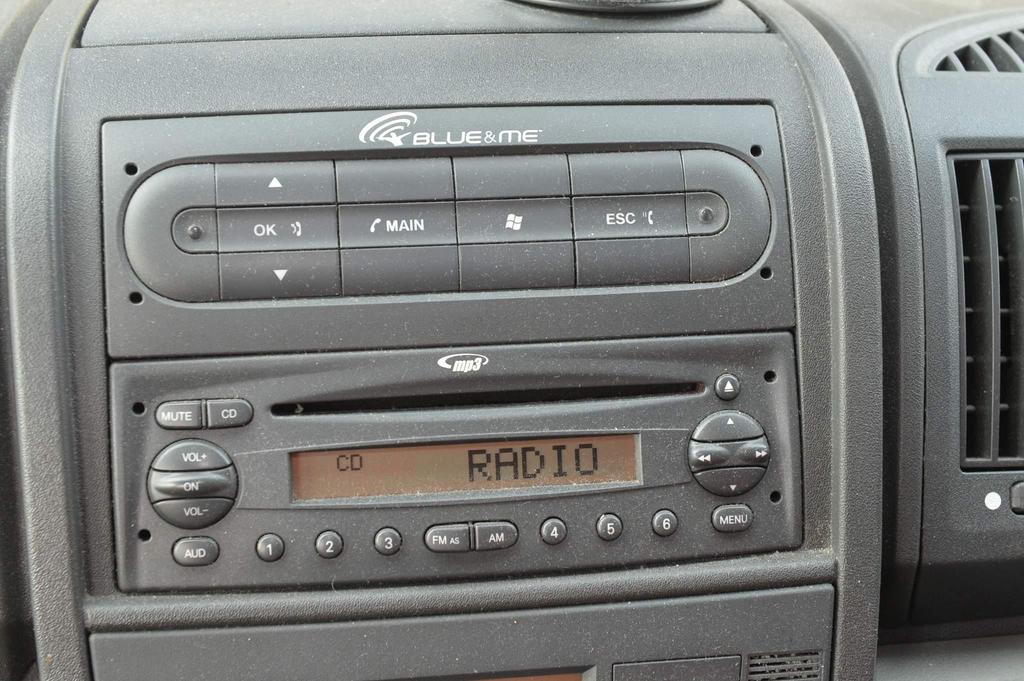 BLUE&ME™
OK MAIN ESC
mp3
MUTE CD
VOL+
CD RADIO
ON
VOL-
AUD 1 2 3 FM AS AM 4 5 6 MENU